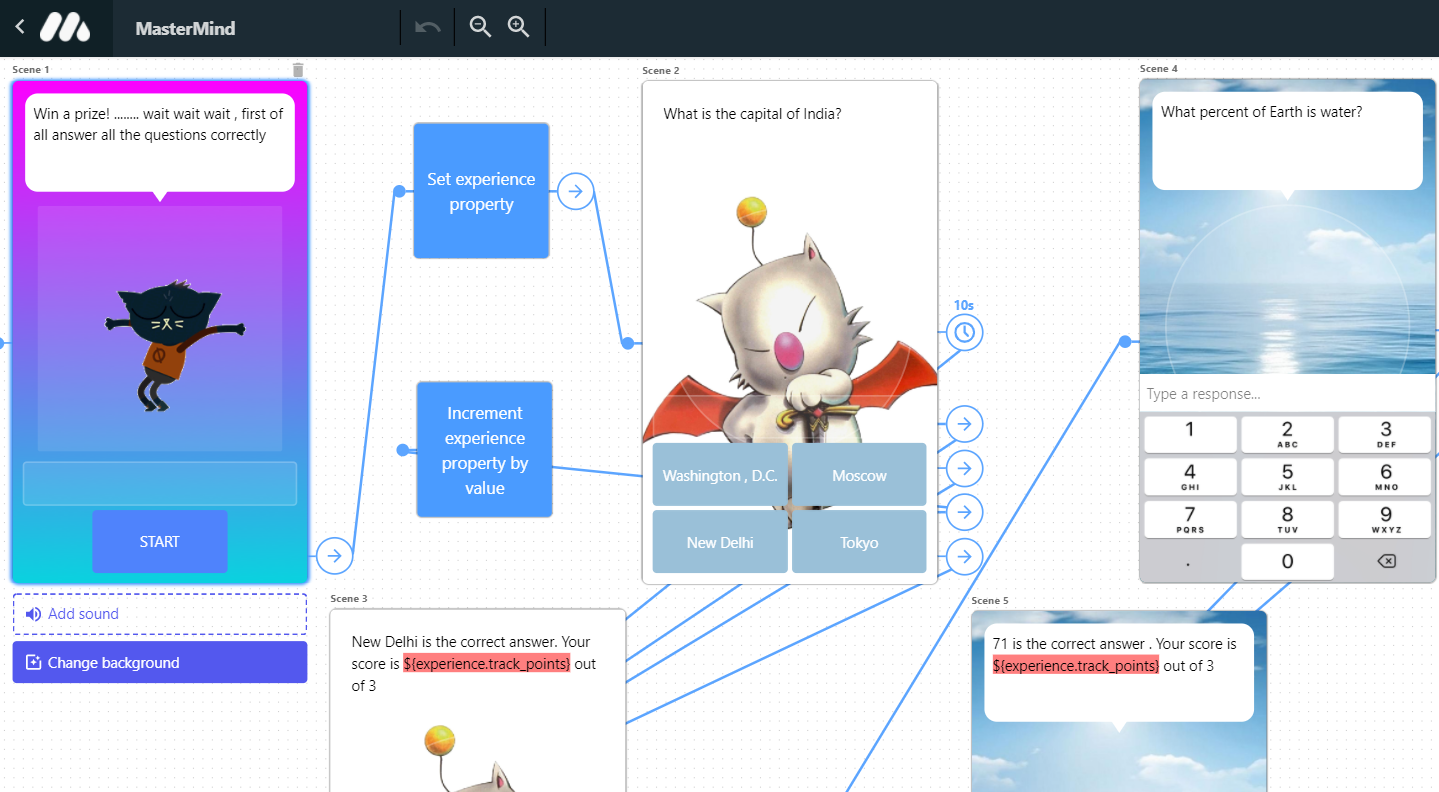 MasterMind
Scene 1
Win a prize! ........ wait wait wait , first of
all answer all the questions correctly
START
Add sound
Change background
Set experience
property
Increment
experience
property by
value
Scene 2
What is the capital of India?
10s
Washington , D.C.
Moscow
New Delhi
Tokyo
Scene 3
New Delhi is the correct answer. Your
score is ${experience.track_points} out
of 3
Scene 4
What percent of Earth is water?
Type a response...
1
2
ABC
3
DEF
4
GHI
5
JKL
6
MNO
7
PQRS
8
TUV
9
WXYZ
.
0
Scene 5
71 is the correct answer . Your score is
${experience.track_points} out of 3